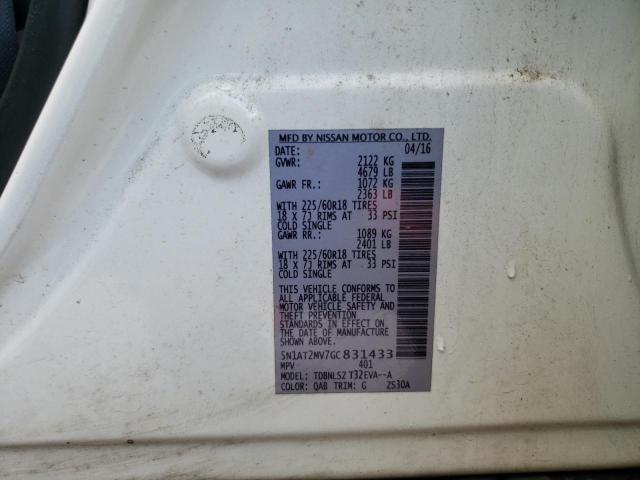 MFD BY NISSAN MOTOR CO., LTD.
DATE: 04/16
GVWR: 2122 KG
4679 LB
GAWR FR.: 1072 KG
2363 LB
WITH 225/60R18 TIRES
18 X 7J RIMS AT 33 PSI
COLD SINGLE
GAWR RR.: 1089 KG
2401 LB
WITH 225/60R18 TIRES
18 X 7J RIMS AT 33 PSI
COLD SINGLE
THIS VEHICLE CONFORMS TO
ALL APPLICABLE FEDERAL
MOTOR VEHICLE SAFETY AND
THEFT PREVENTION
STANDARDS IN EFFECT ON
THE DATE OF MANUFACTURE
SHOWN ABOVE.
5N1AT2MV7GC831433
MPV 401
MODEL: TDBNLSZ T32EVA--A
COLOR: QAB TRIM: G ZS30A